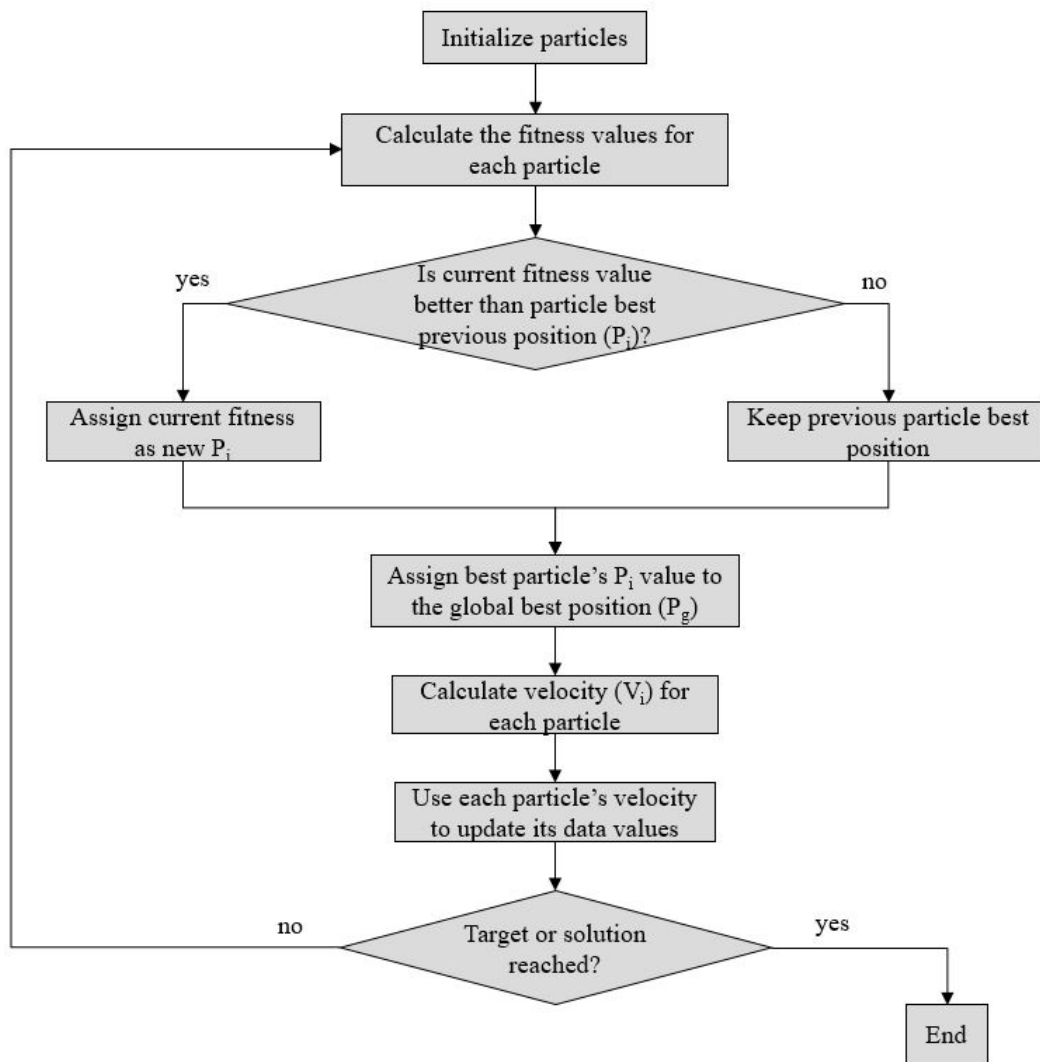 Initialize particles
Calculate the fitness values for
each particle
yes
Is current fitness value
better than particle best
previous position (Pᵢ)?
no
Assign current fitness
as new Pᵢ
Keep previous particle best
position
Assign best particle’s Pᵢ value to
the global best position (P_g)
Calculate velocity (Vᵢ) for
each particle
Use each particle’s velocity
to update its data values
no
Target or solution
reached?
yes
End